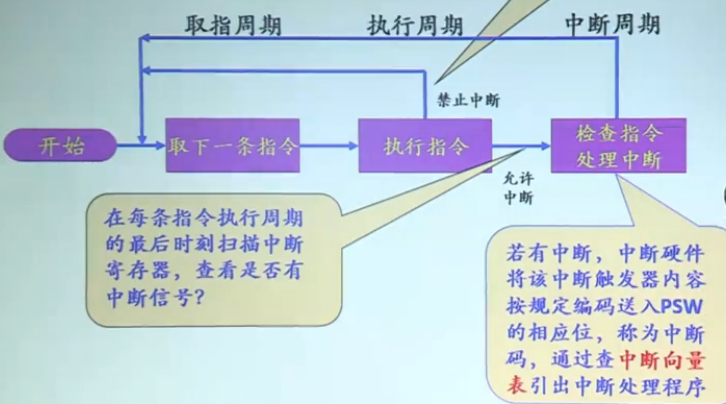 取指周期
执行周期
中断周期
禁止中断
开始
取下一条指令
执行指令
检查指令
处理中断
允许
中断
在每条指令执行周期
的最后时刻扫描中断
寄存器，查看是否有
中断信号？
若有中断，中断硬件
将该中断触发器内容
按规定编码送入PSW
的相应位，称为中断
码，通过查中断向量
表引出中断处理程序